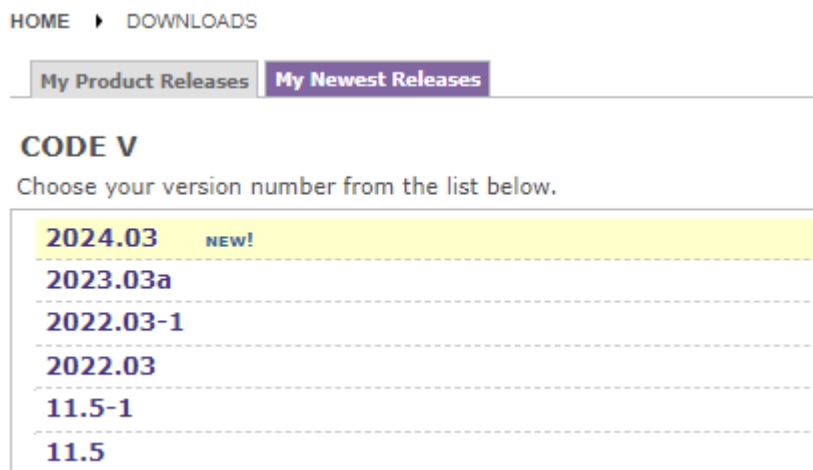 HOME ▶ DOWNLOADS
My Product Releases My Newest Releases
CODE V
Choose your version number from the list below.
2024.03 NEW!
2023.03a
2022.03-1
2022.03
11.5-1
11.5